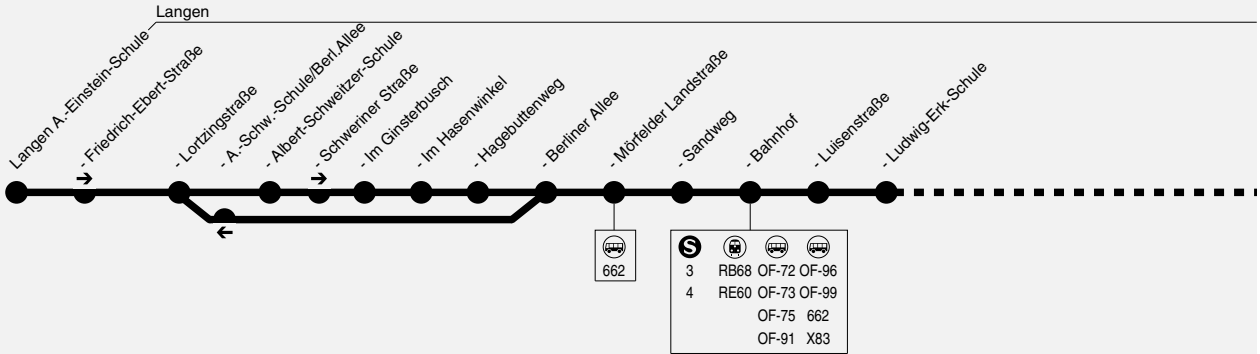 Langen
Langen A.-Einstein-Schule
- Friedrich-Ebert-Straße
- Lortzingstraße
- A.-Schw.-Schule/Berl.Allee
- Albert-Schweitzer-Schule
- Schweriner Straße
- Im Ginsterbusch
- Im Hasenwinkel
- Hagebuttenweg
- Berliner Allee
- Mörfelder Landstraße
- Sandweg
- Bahnhof
- Luisenstraße
- Ludwig-Erk-Schule
662
S
3 RB68 OF-72 OF-96
4 RE60 OF-73 OF-99
OF-75 662
OF-91 X83